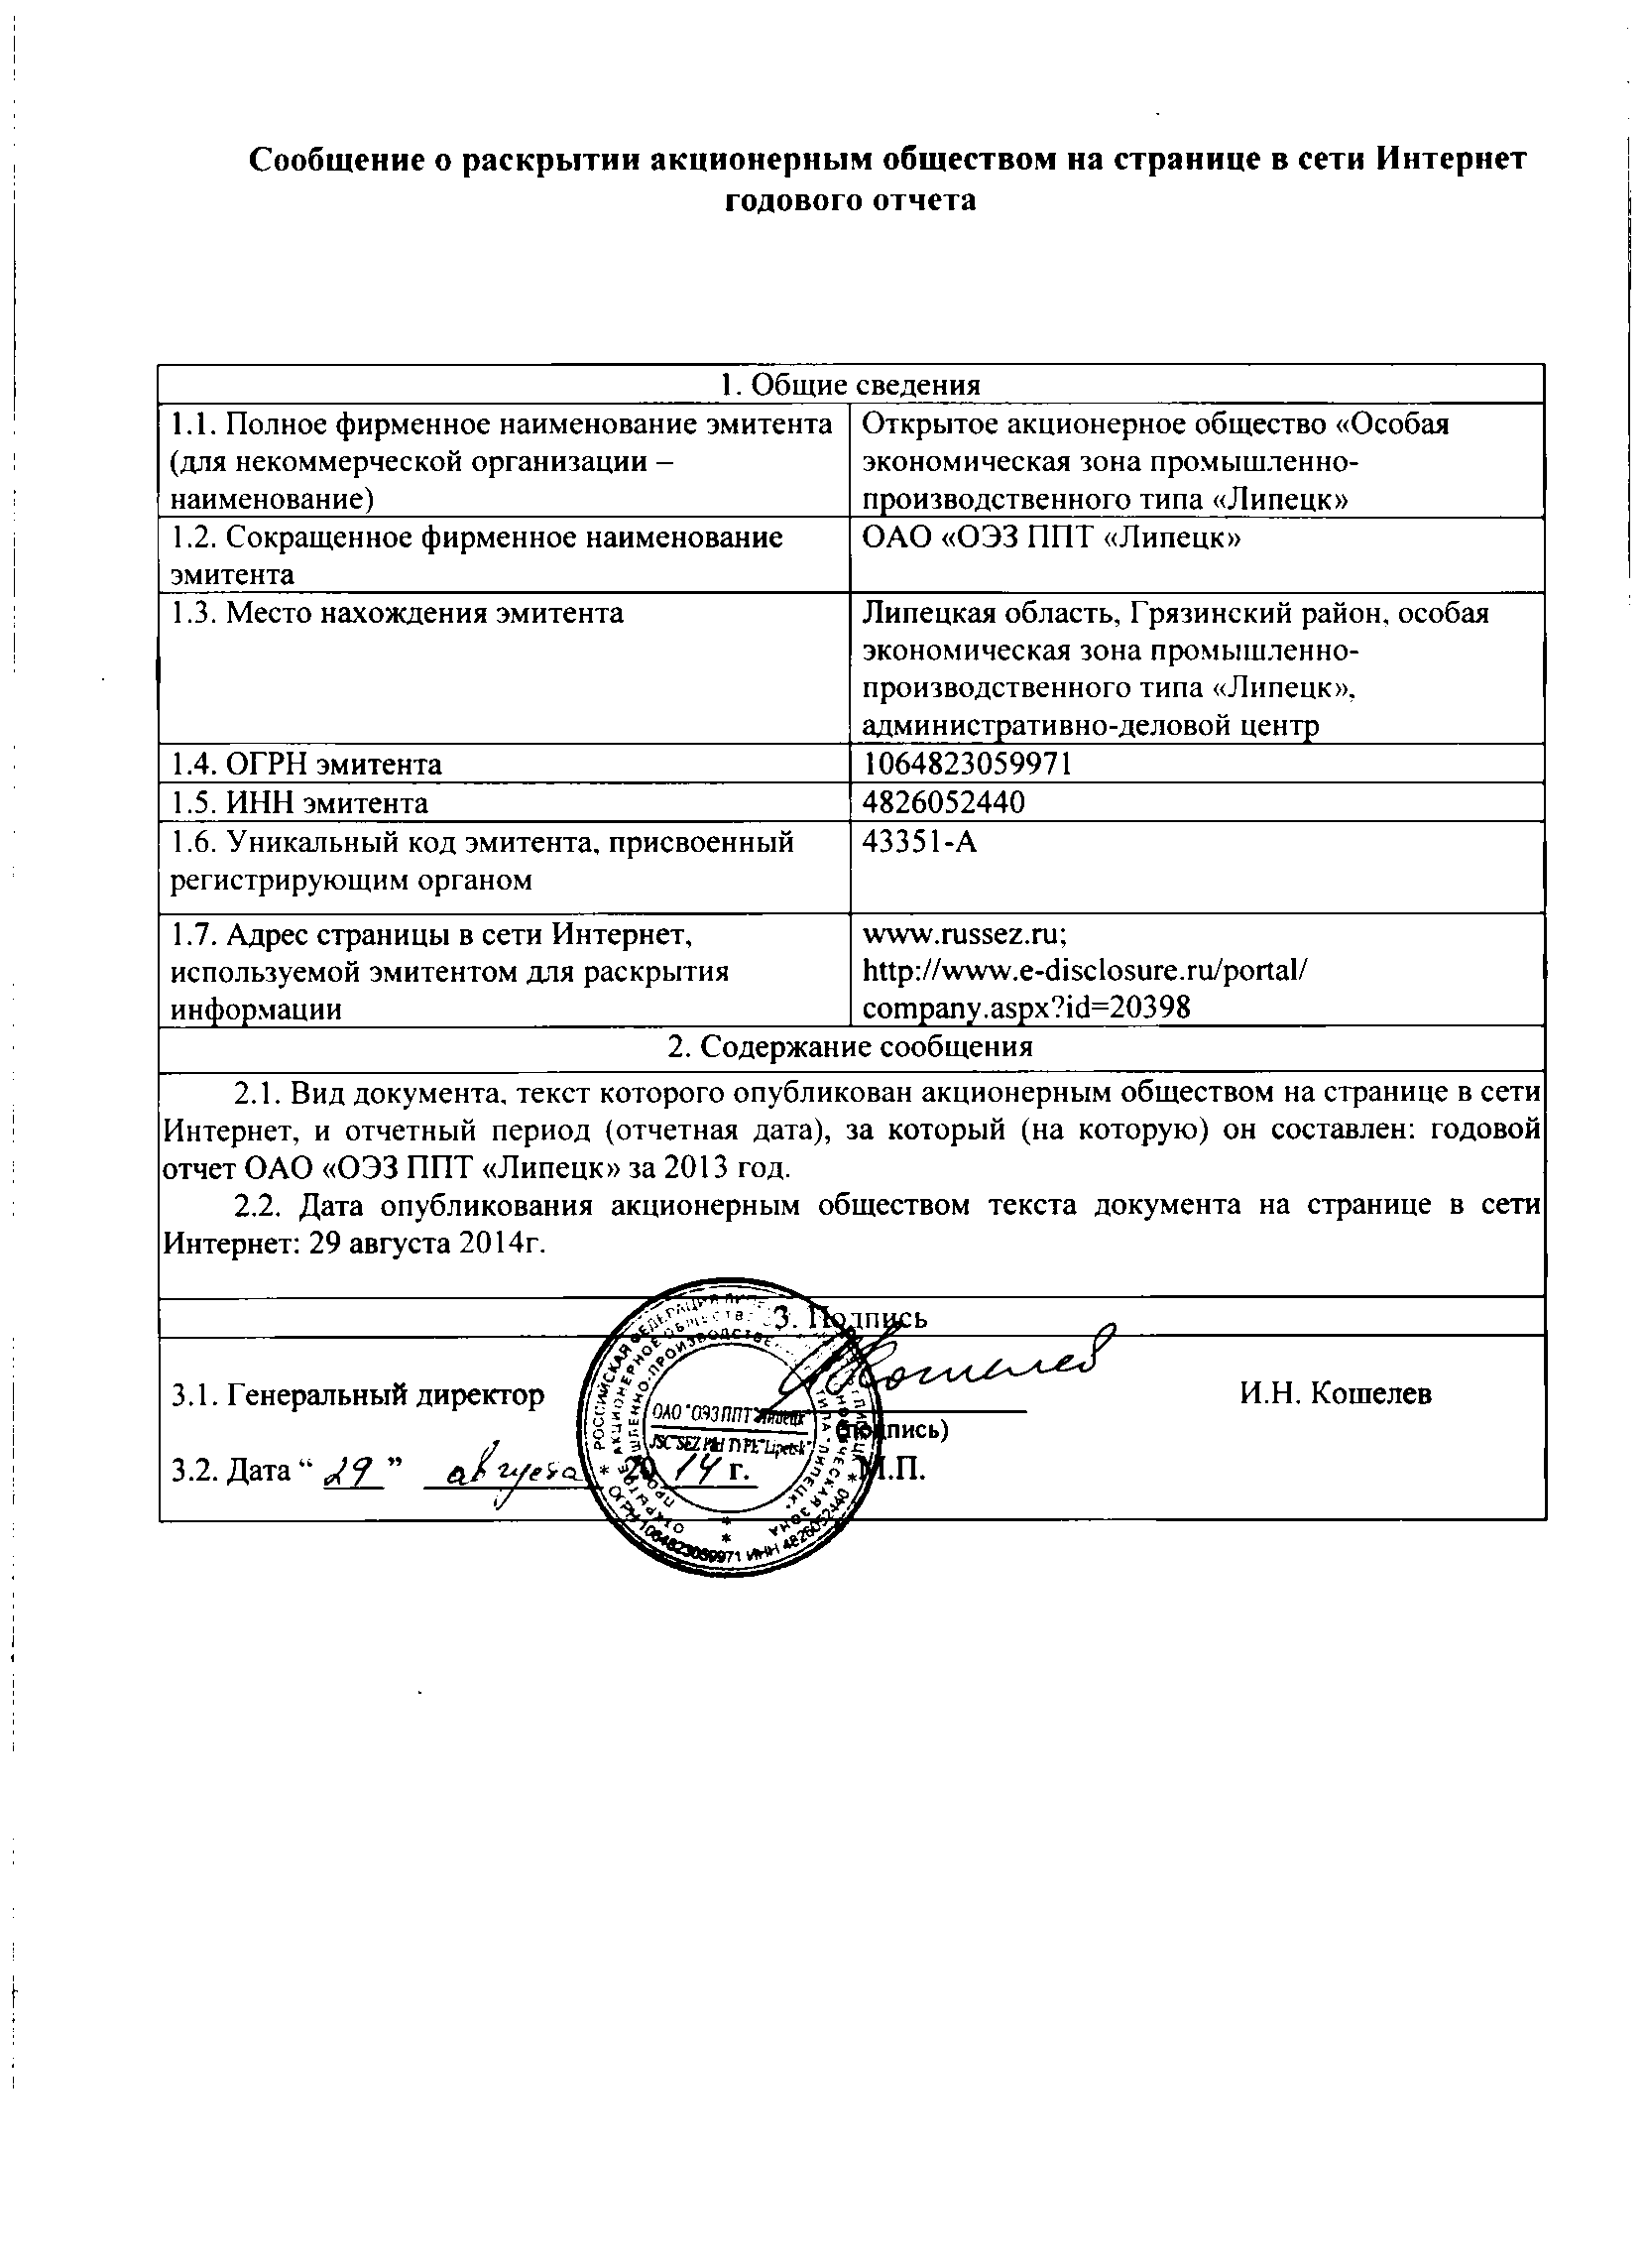 Сообщение о раскрытии акционерным обществом на странице в сети Интернет
годового отчета
1. Общие сведения
1.1. Полное фирменное наименование эмитента
(для некоммерческой организации –
наименование)
Открытое акционерное общество «Особая
экономическая зона промышленно-
производственного типа «Липецк»
1.2. Сокращенное фирменное наименование
эмитента
ОАО «ОЭЗ ППТ «Липецк»
1.3. Место нахождения эмитента
Липецкая область, Грязинский район, особая
экономическая зона промышленно-
производственного типа «Липецк»,
административно-деловой центр
1.4. ОГРН эмитента
1064823059971
1.5. ИНН эмитента
4826052440
1.6. Уникальный код эмитента, присвоенный
регистрирующим органом
43351-А
1.7. Адрес страницы в сети Интернет,
используемой эмитентом для раскрытия
информации
www.russez.ru;
http://www.e-disclosure.ru/portal/
company.aspx?id=20398
2. Содержание сообщения
2.1. Вид документа, текст которого опубликован акционерным обществом на странице в сети
Интернет, и отчетный период (отчетная дата), за который (на которую) он составлен: годовой
отчет ОАО «ОЭЗ ППТ «Липецк» за 2013 год.
2.2. Дата опубликования акционерным обществом текста документа на странице в сети
Интернет: 29 августа 2014г.
3. Подпись
3.1. Генеральный директор
Кошелев
И.Н. Кошелев
(подпись)
3.2. Дата “ 29 ” августа 20 14 г.
М.П.
ОАО "ОЭЗ ППТ "Липецк"
JSC "SEZ "Lipetsk"
РОССИЙСКАЯ ФЕДЕРАЦИЯ
* ОГРН 1064823059971 ИНН 4826052440 *
ОТКРЫТОЕ АКЦИОНЕРНОЕ ОБЩЕСТВО
ТИПА "ЛИПЕЦК"